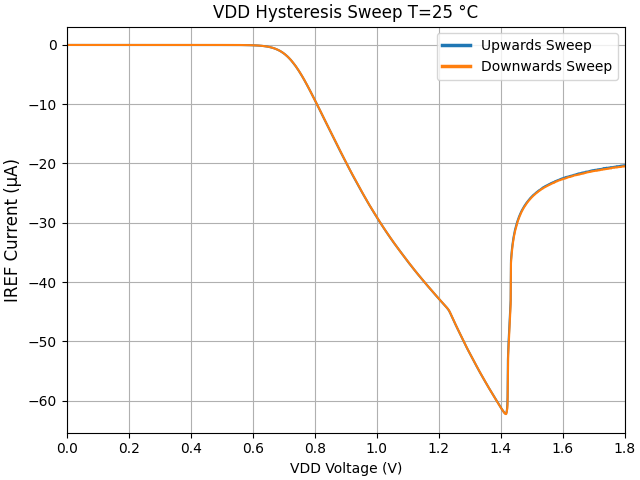 VDD Hysteresis Sweep T=25 °C
Upwards Sweep
Downwards Sweep
IREF Current (μA)
0
−10
−20
−30
−40
−50
−60
0.0 0.2 0.4 0.6 0.8 1.0 1.2 1.4 1.6 1.8
VDD Voltage (V)